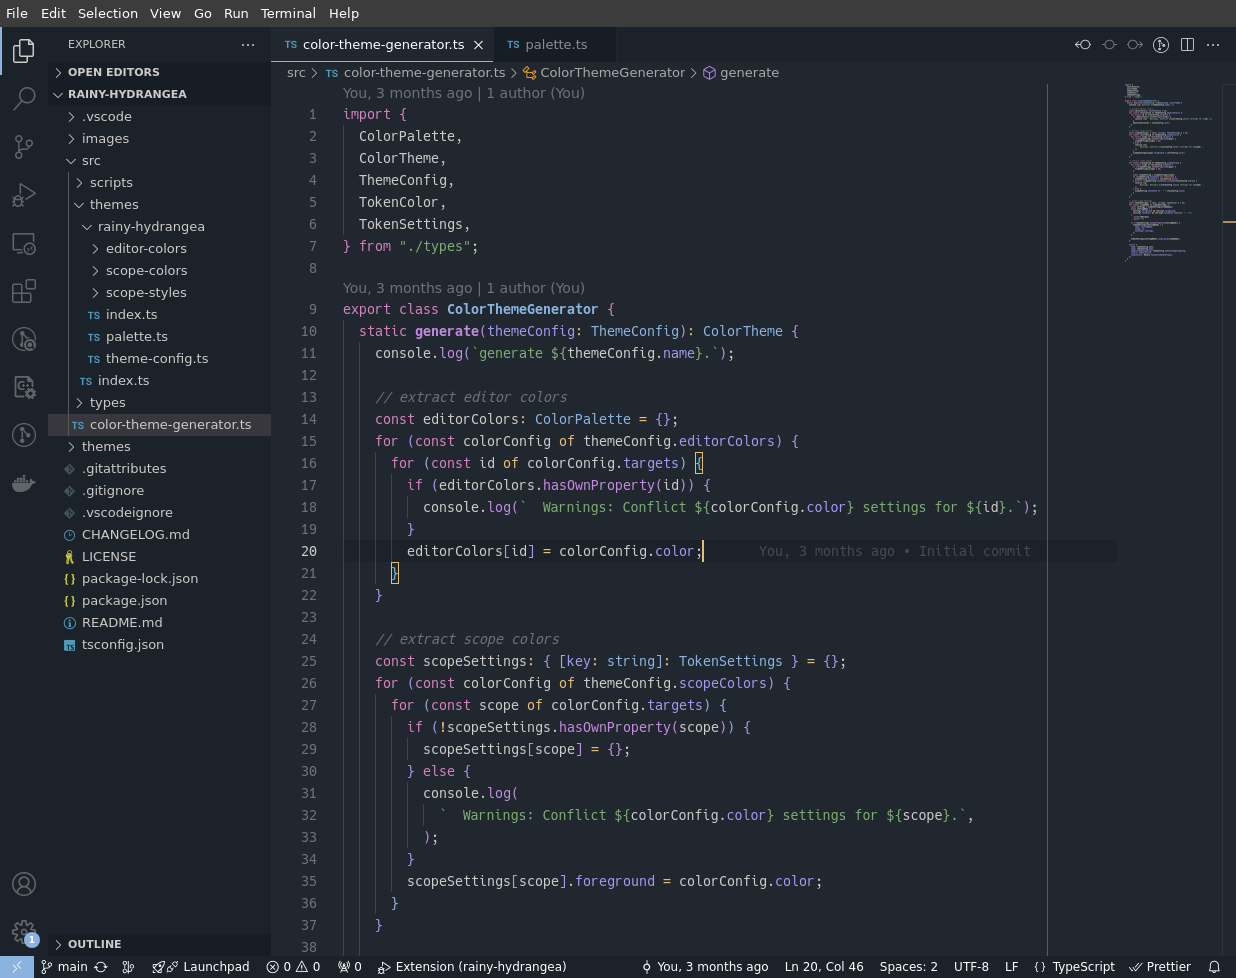 File Edit Selection View Go Run Terminal Help
EXPLORER
OPEN EDITORS
RAINY-HYDRANGEA
.vscode
images
src
scripts
themes
rainy-hydrangea
editor-colors
scope-colors
scope-styles
TS index.ts
TS palette.ts
TS theme-config.ts
TS index.ts
types
TS color-theme-generator.ts
themes
.gitattributes
.gitignore
.vscodeignore
CHANGELOG.md
LICENSE
{ } package-lock.json
{ } package.json
README.md
TS tsconfig.json
OUTLINE
1
TS color-theme-generator.ts TS palette.ts
src > TS color-theme-generator.ts > ColorThemeGenerator > generate
You, 3 months ago | 1 author (You)
1 import {
2 ColorPalette,
3 ColorTheme,
4 ThemeConfig,
5 TokenColor,
6 TokenSettings,
7 } from "./types";
8
You, 3 months ago | 1 author (You)
9 export class ColorThemeGenerator {
10 static generate(themeConfig: ThemeConfig): ColorTheme {
11 console.log(`generate ${themeConfig.name}.`);
12
13 // extract editor colors
14 const editorColors: ColorPalette = {};
15 for (const colorConfig of themeConfig.editorColors) {
16 for (const id of colorConfig.targets) {
17 if (editorColors.hasOwnProperty(id)) {
18 console.log(`  Warnings: Conflict ${colorConfig.color} settings for ${id}.`);
19 }
20 editorColors[id] = colorConfig.color; You, 3 months ago • Initial commit
21 }
22 }
23
24 // extract scope colors
25 const scopeSettings: { [key: string]: TokenSettings } = {};
26 for (const colorConfig of themeConfig.scopeColors) {
27 for (const scope of colorConfig.targets) {
28 if (!scopeSettings.hasOwnProperty(scope)) {
29 scopeSettings[scope] = {};
30 } else {
31 console.log(
32 `  Warnings: Conflict ${colorConfig.color} settings for ${scope}.`,
33 );
34 }
35 scopeSettings[scope].foreground = colorConfig.color;
36 }
37 }
38
main Launchpad 0 0 0 Extension (rainy-hydrangea) You, 3 months ago Ln 20, Col 46 Spaces: 2 UTF-8 LF { } TypeScript Prettier